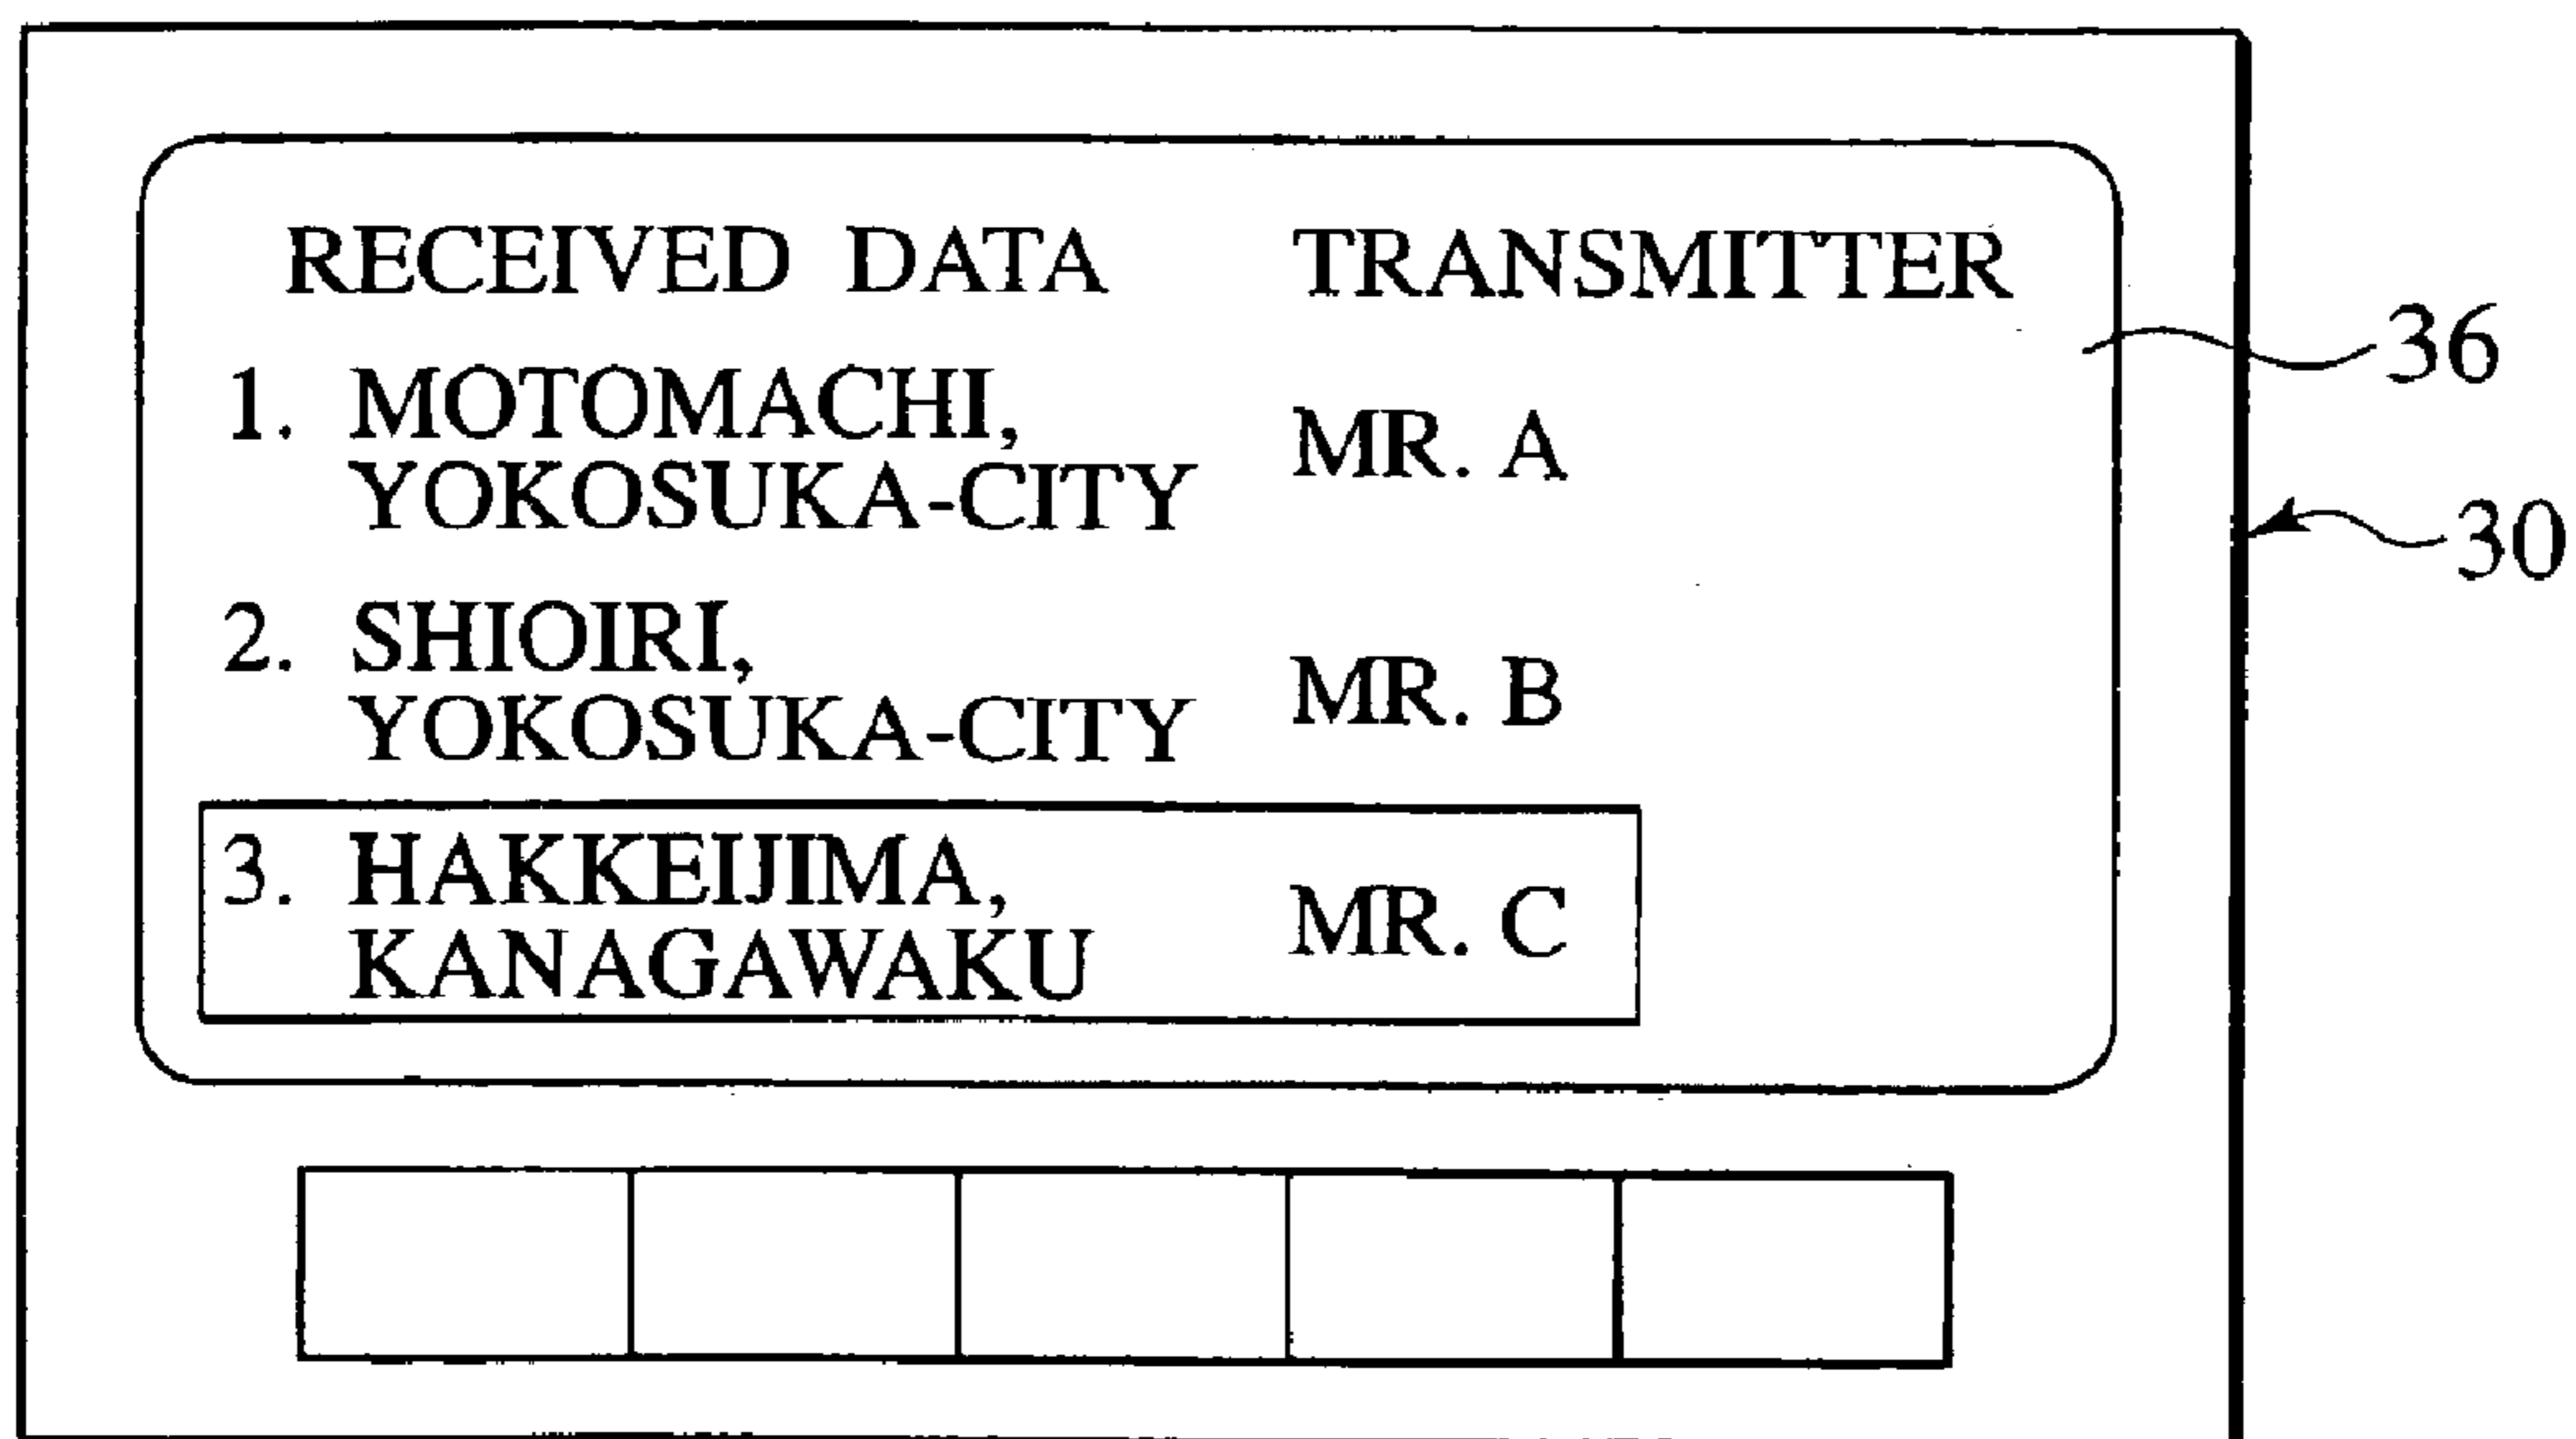 RECEIVED DATA TRANSMITTER
1. MOTOMACHI,
YOKOSUKA-CITY MR. A
2. SHIOIRI,
YOKOSUKA-CITY MR. B
3. HAKKEIJIMA,
KANAGAWAKU MR. C
36
30